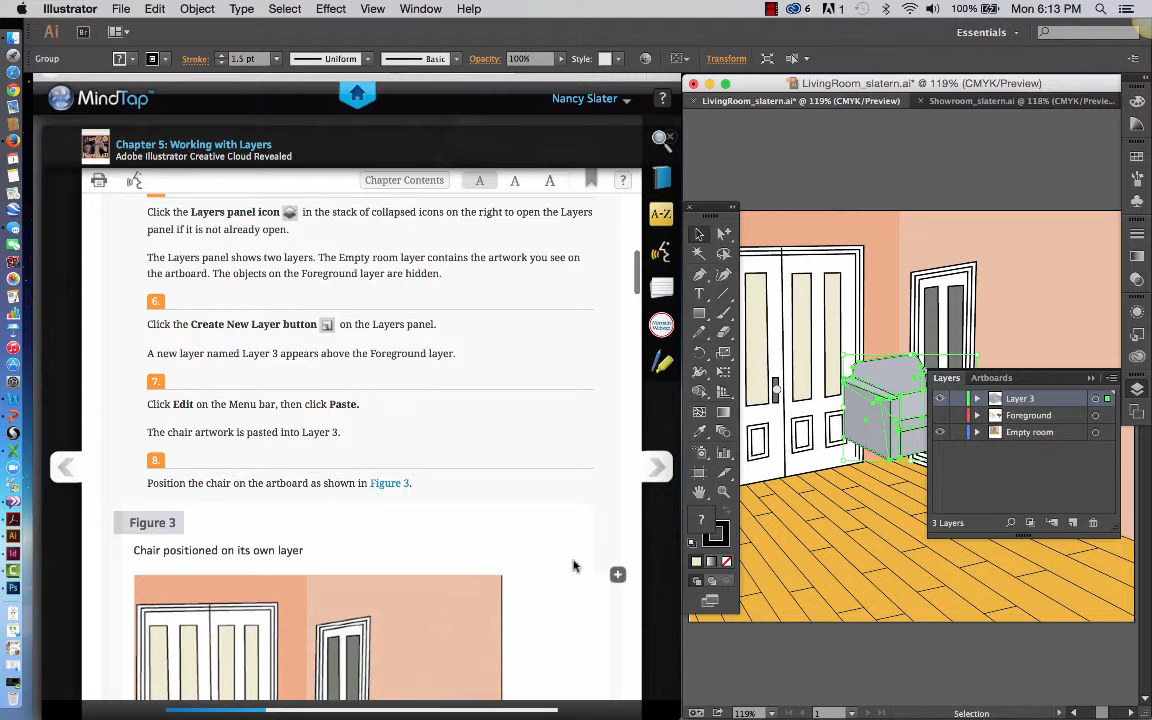 Illustrator File Edit Object Type Select Effect View Window Help
6 1 100% Mon 6:13 PM
Ai Br Essentials
Group Stroke: 1.5 pt Uniform Basic Opacity: 100% Style: Transform
MindTap
Nancy Slater
?
Chapter 5: Working with Layers
Adobe Illustrator Creative Cloud Revealed
Chapter Contents A A A ?
A-Z
Click the Layers panel icon in the stack of collapsed icons on the right to open the Layers
panel if it is not already open.
The Layers panel shows two layers. The Empty room layer contains the artwork you see on
the artboard. The objects on the Foreground layer are hidden.
6.
Click the Create New Layer button on the Layers panel.
A new layer named Layer 3 appears above the Foreground layer.
7.
Click Edit on the Menu bar, then click Paste.
The chair artwork is pasted into Layer 3.
8.
Position the chair on the artboard as shown in Figure 3.
Figure 3
Chair positioned on its own layer
LivingRoom_slatern.ai* @ 119% (CMYK/Preview)
LivingRoom_slatern.ai* @ 119% (CMYK/Preview) Showroom_slatern.ai @ 118% (CMYK/Previe...
Layers Artboards
Layer 3
Foreground
Empty room
3 Layers
119% 1 Selection